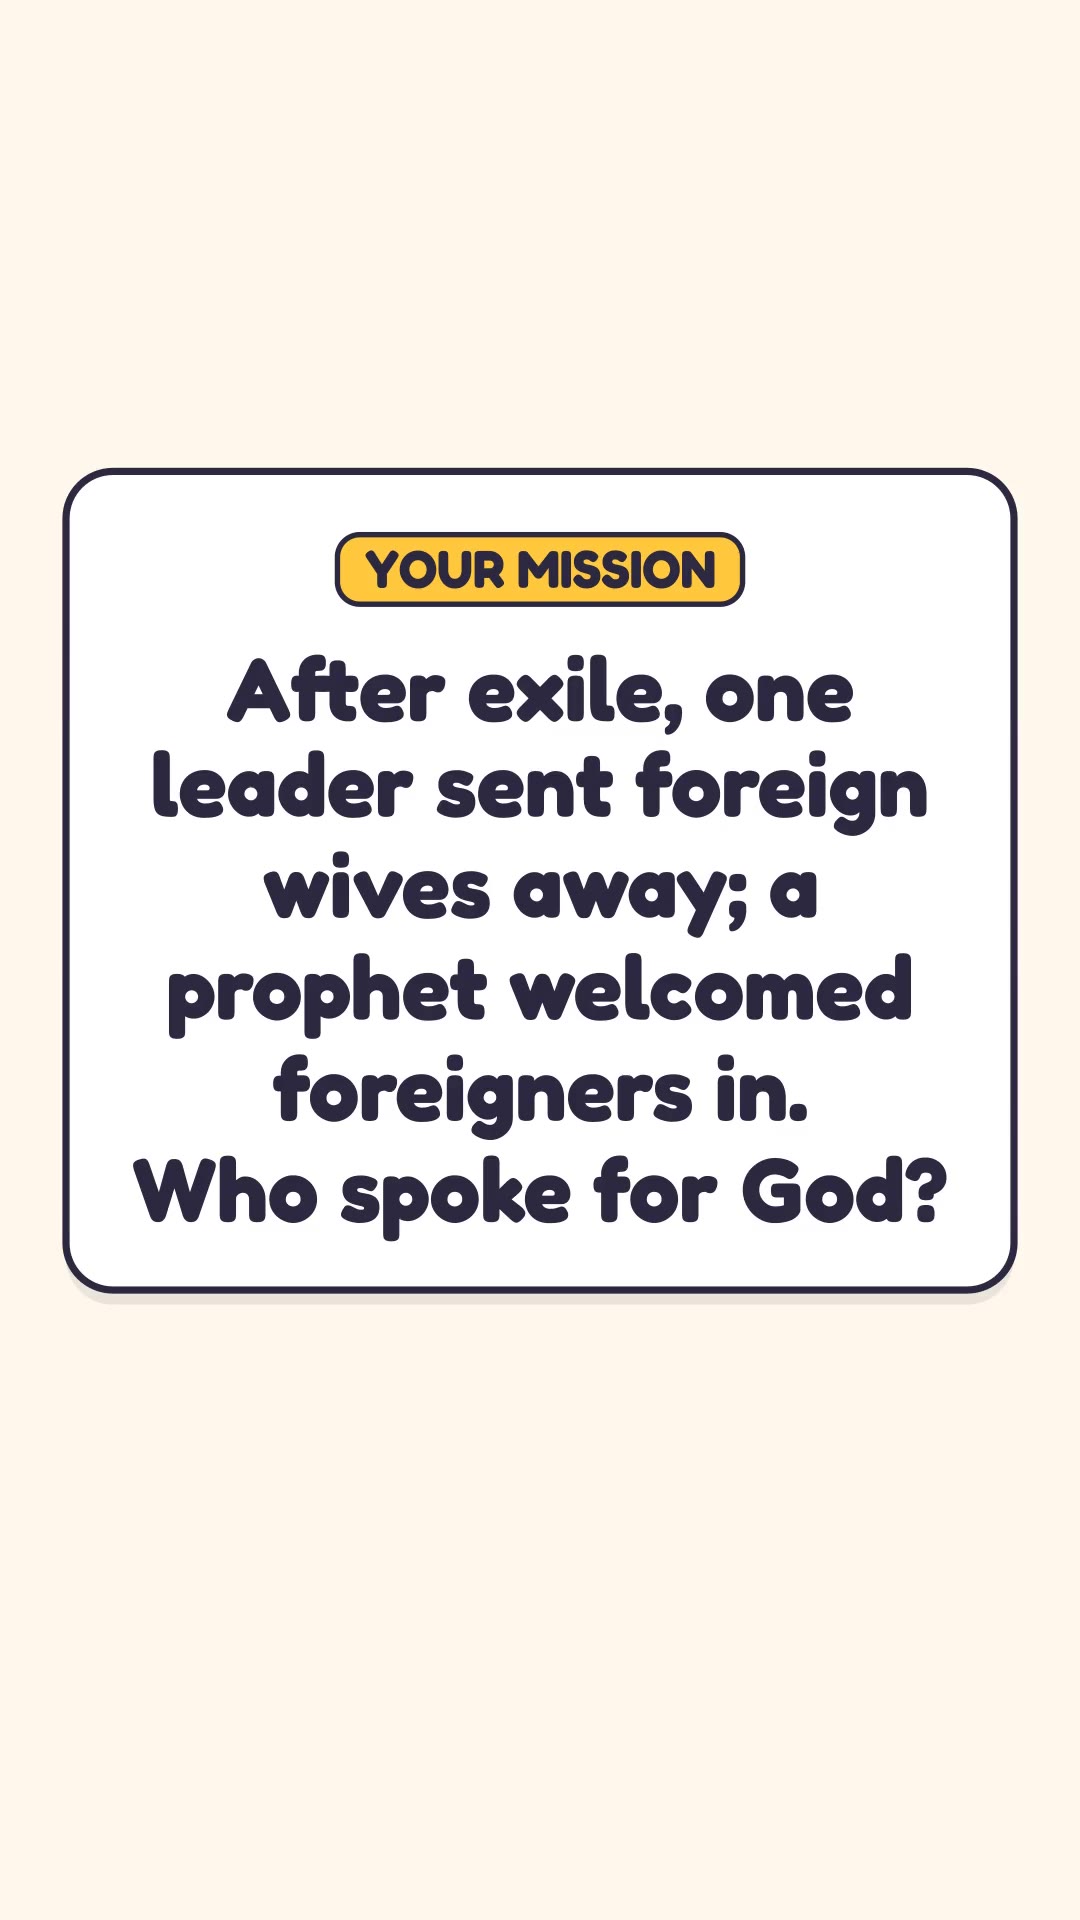 YOUR MISSION
After exile, one
leader sent foreign
wives away; a
prophet welcomed
foreigners in.
Who spoke for God?